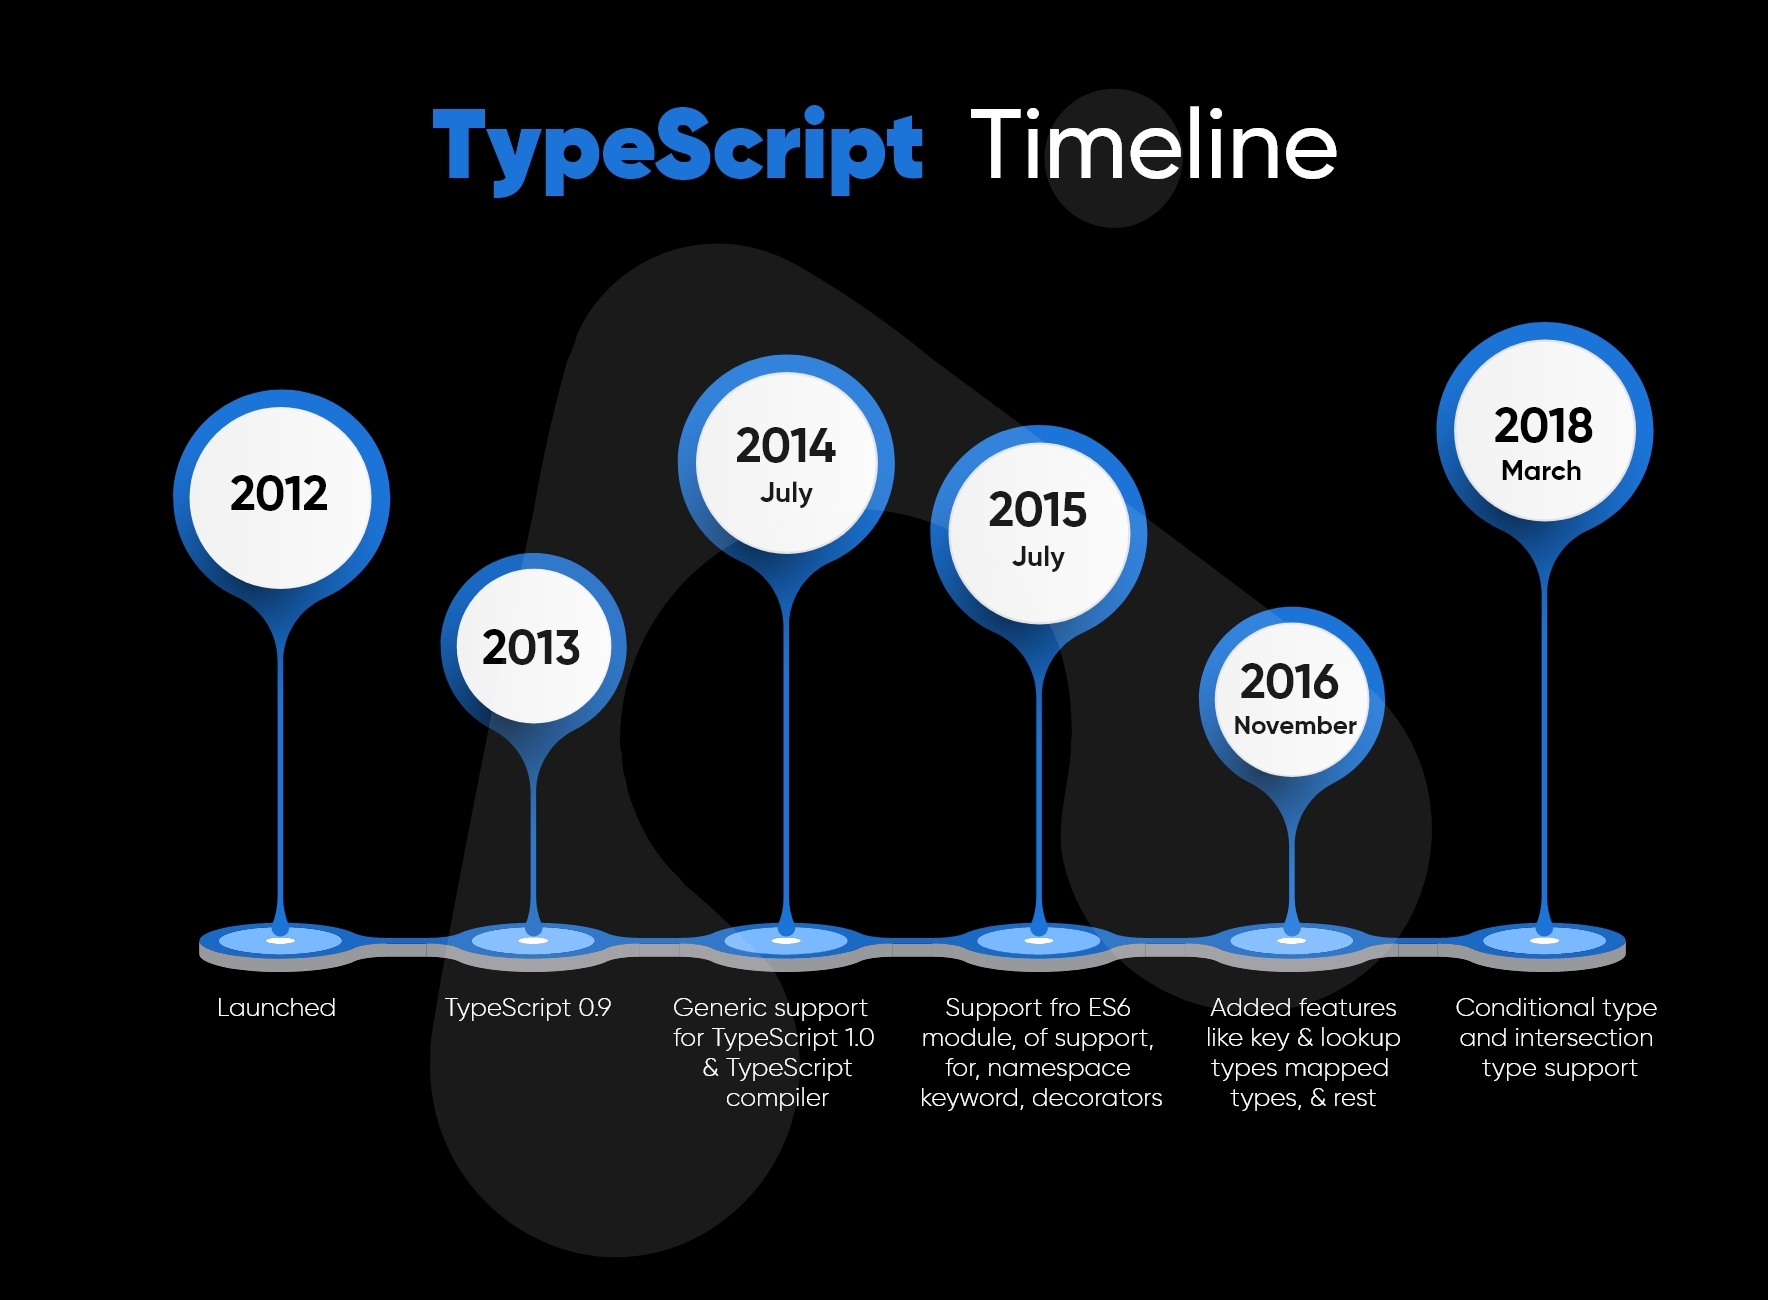 TypeScript Timeline
2012
2013
2014
July
2015
July
2016
November
2018
March
Launched
TypeScript 0.9
Generic support
for TypeScript 1.0
& TypeScript
compiler
Support fro ES6
module, of support,
for, namespace
keyword, decorators
Added features
like key & lookup
types mapped
types, & rest
Conditional type
and intersection
type support